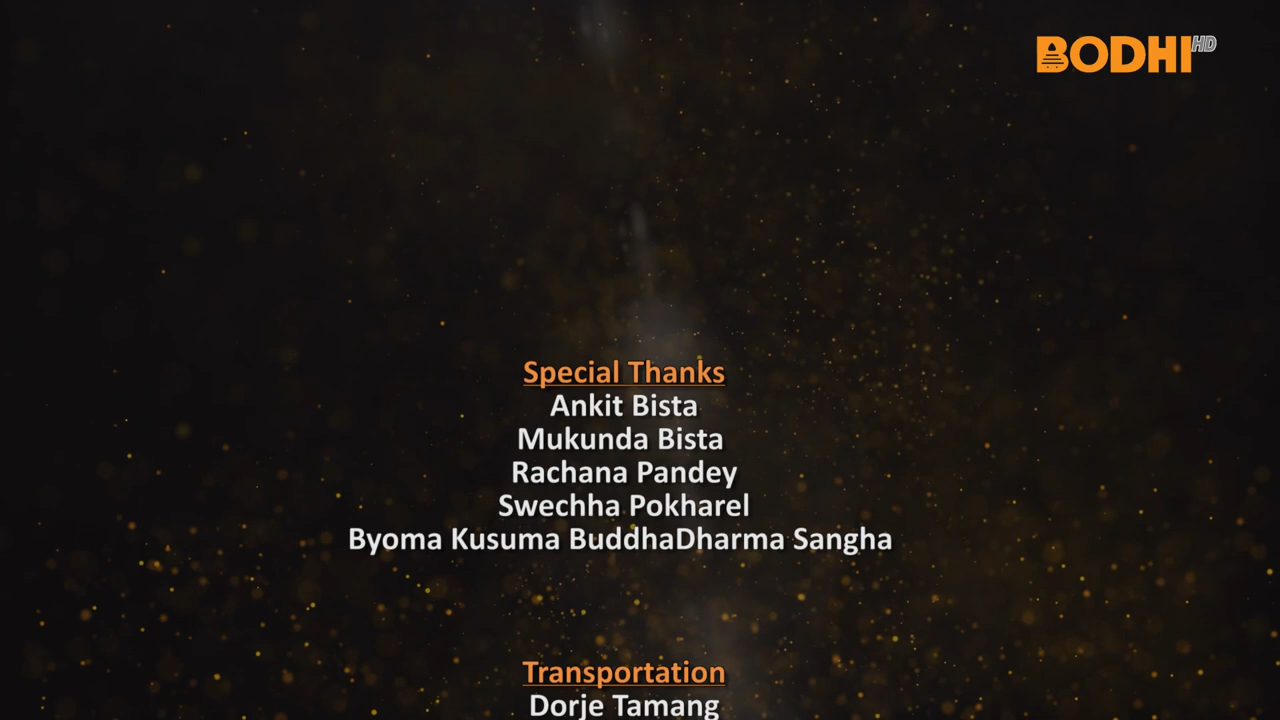 BODHI HD
Special Thanks
Ankit Bista
Mukunda Bista
Rachana Pandey
Swechha Pokharel
Byoma Kusuma BuddhaDharma Sangha
Transportation
Dorje Tamang